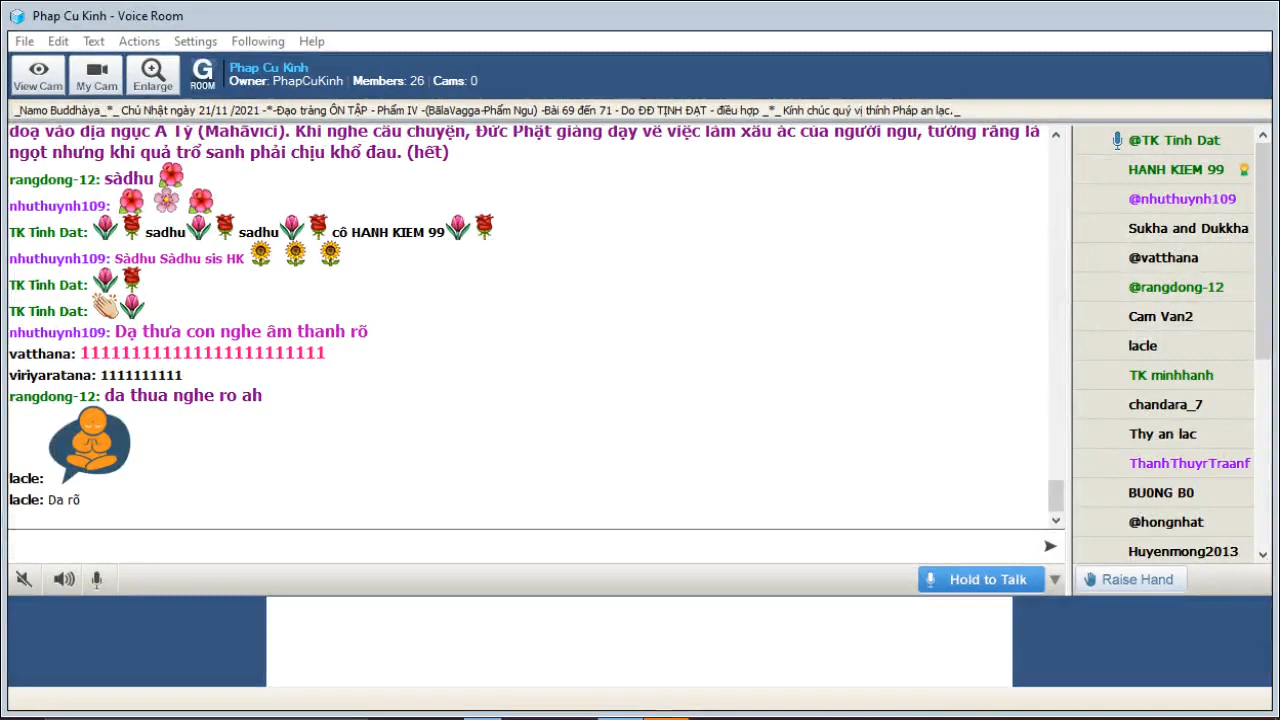 Phap Cu Kinh - Voice Room
File Edit Text Actions Settings Following Help
View Cam My Cam Enlarge G ROOM
Phap Cu Kinh
Owner: PhapCuKinh Members: 26 Cams: 0
_Namo Buddhàya_*_ Chú Nhật ngày 21/11 /2021 -*-Đạo tràng ÔN TẬP - Phẩm IV -(BãlaVagga-Phẩm Ngu) -Bài 69 đến 71 - Do ĐĐ TỊNH ĐẠT - điều hợp _*_ Kính chúc quý vị thính Pháp an lạc._
đoạ vào địa ngục A Tỳ (Mahãvici). Khi nghe câu chuyện, Đức Phật giảng dạy về việc làm xấu ác của người ngu, tưởng rằng là
ngọt nhưng khi quả trổ sanh phải chịu khổ đau. (hết)
rangdong-12: sàdhu
nhuthuynh109:
TK Tinh Dat: sadhu sadhu cô HANH KIEM 99
nhuthuynh109: Sàdhu Sàdhu sis HK
TK Tinh Dat:
TK Tinh Dat:
nhuthuynh109: Dạ thưa con nghe âm thanh rõ
vatthana: 11111111111111111111111
viriyaratana: 1111111111
rangdong-12: da thua nghe ro ah
lacle:
lacle: Da rõ
@TK Tinh Dat
HANH KIEM 99
@nhuthuynh109
Sukha and Dukkha
@vatthana
@rangdong-12
Cam Van2
lacle
TK minhhanh
chandara_7
Thy an lac
ThanhThuyrTraanf
BU0NG B0
@hongnhat
Huyenmong2013
Hold to Talk
Raise Hand